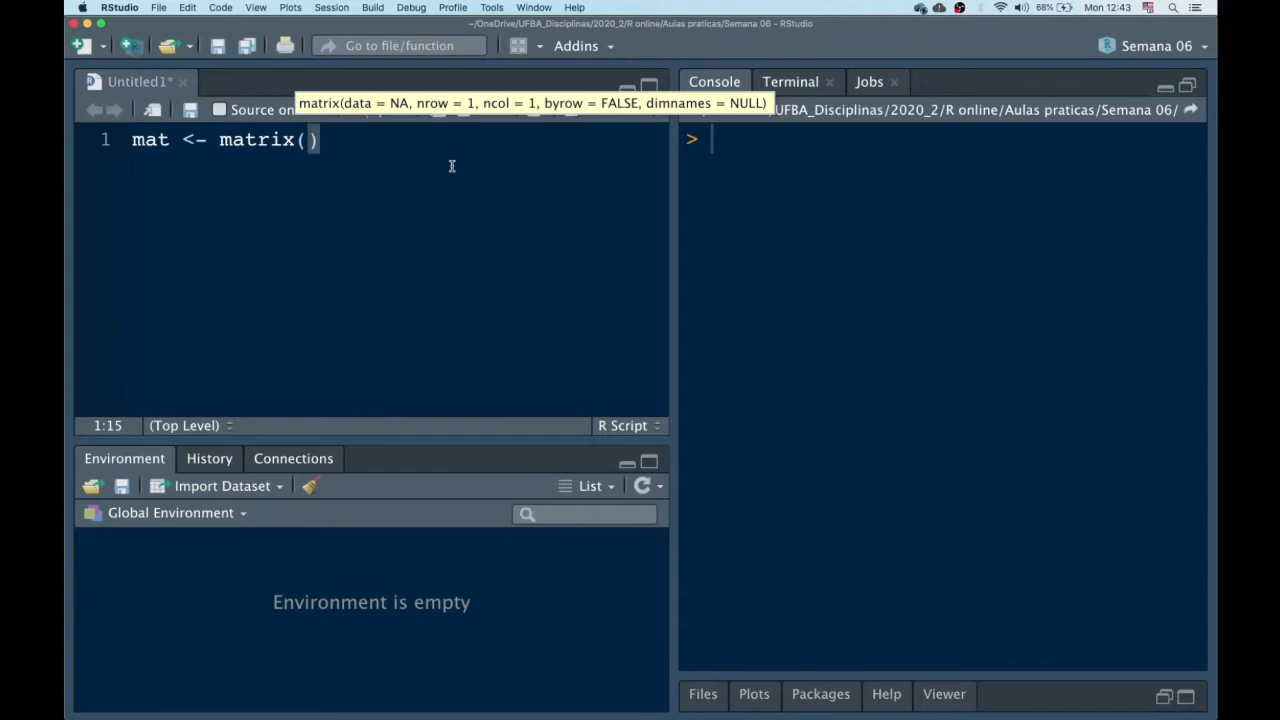 RStudio File Edit Code View Plots Session Build Debug Profile Tools Window Help 68% Mon 12:43
~/OneDrive/UFBA_Disciplinas/2020_2/R online/Aulas praticas/Semana 06 - RStudio
Go to file/function Addins Semana 06
Untitled1* Console Terminal Jobs
matrix(data = NA, nrow = 1, ncol = 1, byrow = FALSE, dimnames = NULL)
Source on UFBA_Disciplinas/2020_2/R online/Aulas praticas/Semana 06/
1 mat <- matrix() >
1:15 (Top Level) R Script
Environment History Connections
Import Dataset List
Global Environment
Environment is empty
Files Plots Packages Help Viewer